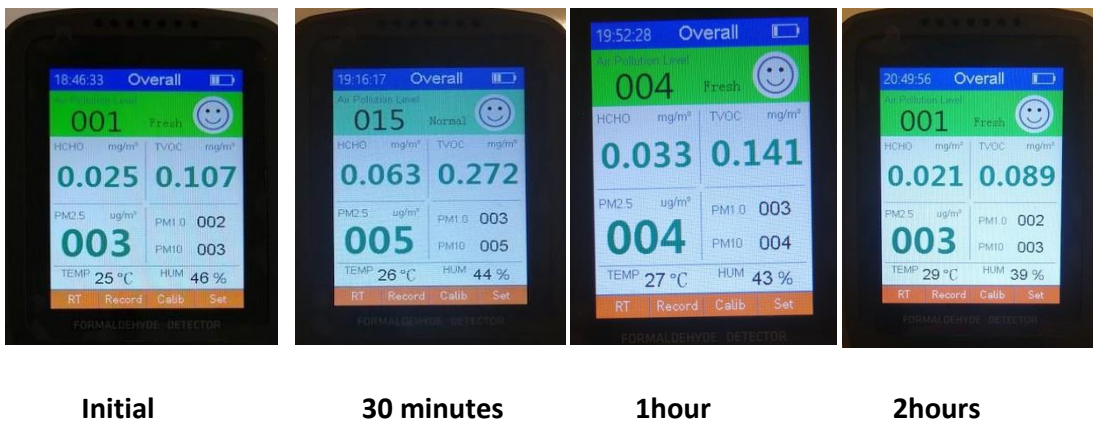 18:46:33 Overall
Air Pollution Level
001 Fresh
HCHO mg/m³ TVOC mg/m³
0.025 0.107
PM2.5 ug/m³ PM1.0 002
003 PM10 003
TEMP 25 °C HUM 46 %
RT Record Calib Set
FORMALDEHYDE DETECTOR
19:16:17 Overall
Air Pollution Level
015 Normal
HCHO mg/m³ TVOC mg/m³
0.063 0.272
PM2.5 ug/m³ PM1.0 003
005 PM10 005
TEMP 26 °C HUM 44 %
RT Record Calib Set
FORMALDEHYDE DETECTOR
19:52:28 Overall
Air Pollution Level
004 Fresh
HCHO mg/m³ TVOC mg/m³
0.033 0.141
PM2.5 ug/m³ PM1.0 003
004 PM10 004
TEMP 27 °C HUM 43 %
RT Record Calib Set
FORMALDEHYDE DETECTOR
20:49:56 Overall
Air Pollution Level
001 Fresh
HCHO mg/m³ TVOC mg/m³
0.021 0.089
PM2.5 ug/m³ PM1.0 002
003 PM10 003
TEMP 29 °C HUM 39 %
RT Record Calib Set
FORMALDEHYDE DETECTOR
Initial 30 minutes 1hour 2hours